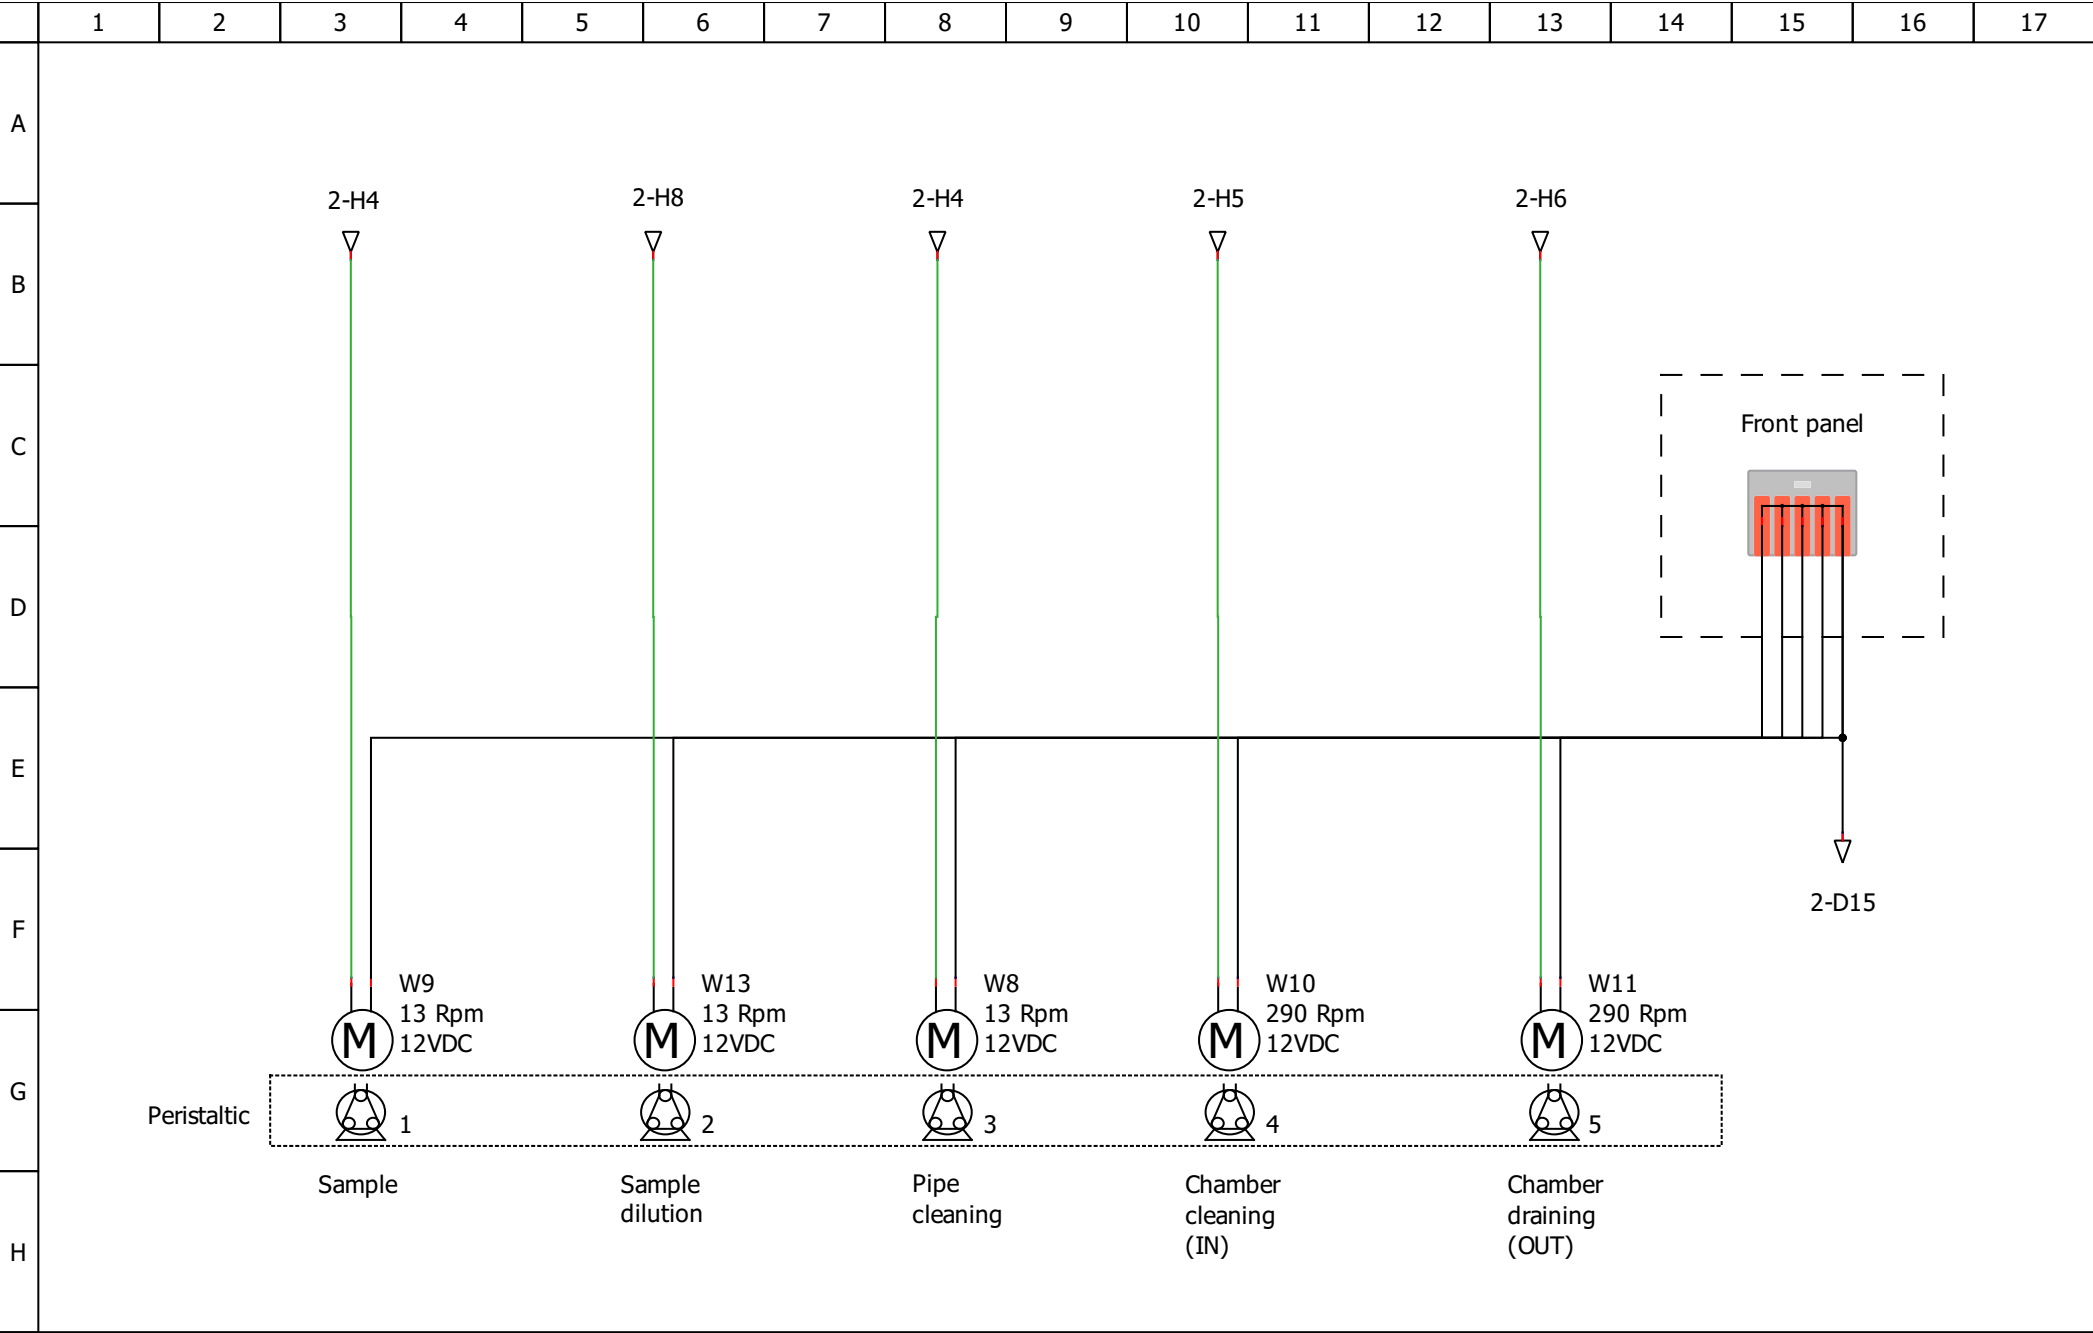 1 2 3 4 5 6 7 8 9 10 11 12 13 14 15 16 17
A
2-H4 2-H8 2-H4 2-H5 2-H6
B
Front panel
C
D
E
2-D15
F
W9 W13 W8 W10 W11
13 Rpm 13 Rpm 13 Rpm 290 Rpm 290 Rpm
M 12VDC M 12VDC M 12VDC M 12VDC M 12VDC
G
Peristaltic 1 2 3 4 5
Sample
Sample
dilution
Pipe
cleaning
Chamber
cleaning
(IN)
Chamber
draining
(OUT)
H